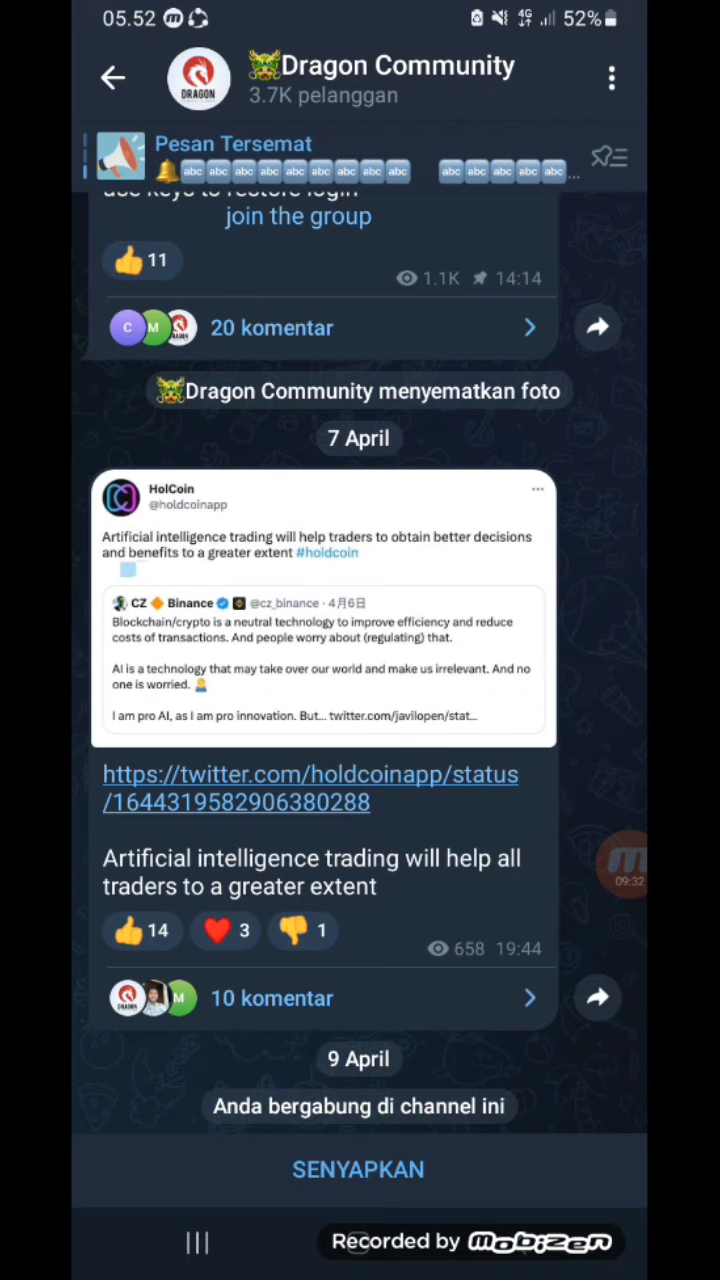 05.52 4G 52%
Dragon Community
3.7K pelanggan
DRAGON
Pesan Tersemat
abc abc abc abc abc abc abc abc abc abc abc abc abc abc abc...
use keys to restore login
join the group
11
1.1K 14:14
C M 20 komentar
Dragon Community menyematkan foto
7 April
HolCoin
@holdcoinapp
Artificial intelligence trading will help traders to obtain better decisions
and benefits to a greater extent #holdcoin
CZ Binance @cz_binance · 4月6日
Blockchain/crypto is a neutral technology to improve efficiency and reduce
costs of transactions. And people worry about (regulating) that.
AI is a technology that may take over our world and make us irrelevant. And no
one is worried.
I am pro AI, as I am pro innovation. But... twitter.com/javilopen/stat...
https://twitter.com/holdcoinapp/status
/1644319582906380288
Artificial intelligence trading will help all
traders to a greater extent
09:32
14 3 1
658 19:44
DRAGON M 10 komentar
9 April
Anda bergabung di channel ini
SENYAPKAN
Recorded by mobizen